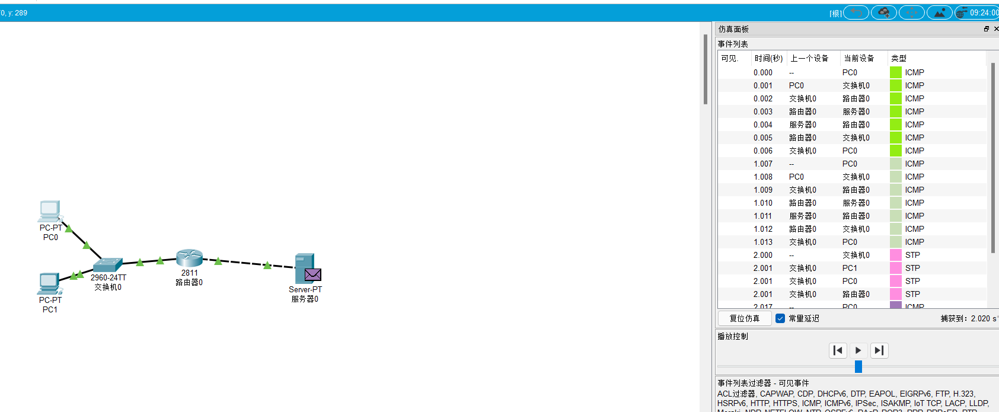 0, y: 289
[根]
09:24:00
仿真面板
事件列表
可见. 时间(秒) 上一个设备 当前设备 类型
0.000 -- PC0 ICMP
0.001 PC0 交换机0 ICMP
0.002 交换机0 路由器0 ICMP
0.003 路由器0 服务器0 ICMP
0.004 服务器0 路由器0 ICMP
0.005 路由器0 交换机0 ICMP
0.006 交换机0 PC0 ICMP
1.007 -- PC0 ICMP
1.008 PC0 交换机0 ICMP
1.009 交换机0 路由器0 ICMP
1.010 路由器0 服务器0 ICMP
1.011 服务器0 路由器0 ICMP
1.012 路由器0 交换机0 ICMP
1.013 交换机0 PC0 ICMP
2.000 -- 交换机0 STP
2.001 交换机0 PC1 STP
2.001 交换机0 PC0 STP
2.001 交换机0 路由器0 STP
2.017 -- PC0 ICMP
复位仿真 常量延迟 捕获到: 2.020 s
播放控制
事件列表过滤器 - 可见事件
ACL过滤器, CAPWAP, CDP, DHCPv6, DTP, EAPOL, EIGRPv6, FTP, H.323,
HSRPv6, HTTP, HTTPS, ICMP, ICMPv6, IPSec, ISAKMP, IoT TCP, LACP, LLDP,
PC-PT
PC0
2960-24TT
交换机0
2811
路由器0
PC-PT
PC1
Server-PT
服务器0